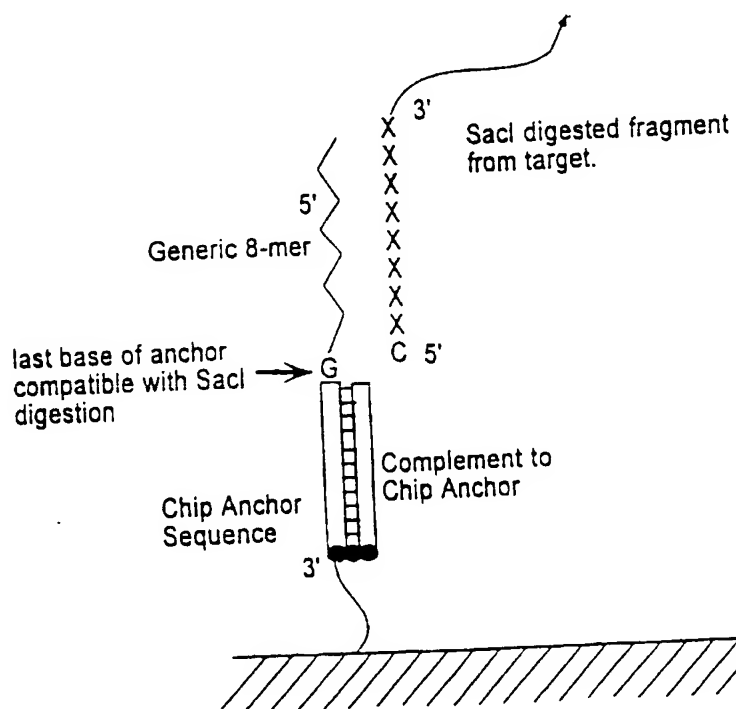 3'
SacI digested fragment
from target.
X
X
X
X
X
X
X
X
5'
Generic 8-mer
last base of anchor
compatible with SacI
digestion
G
C 5'
Chip Anchor
Sequence
Complement to
Chip Anchor
3'